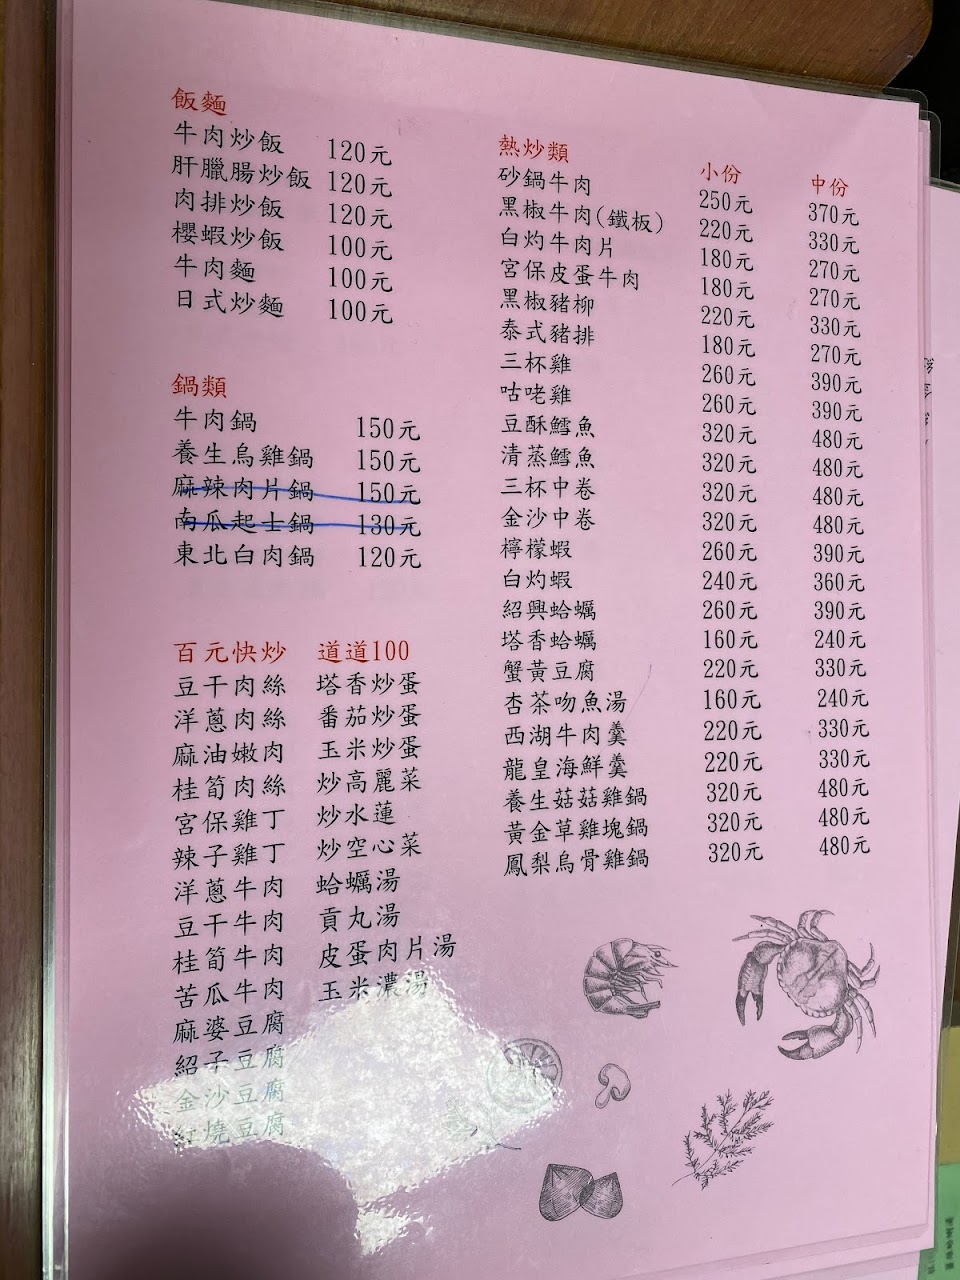 飯麵
牛肉炒飯 120元
肝臘腸炒飯 120元
肉排炒飯 120元
櫻蝦炒飯 100元
牛肉麵 100元
日式炒麵 100元
鍋類
牛肉鍋 150元
養生烏雞鍋 150元
麻辣肉片鍋 150元
南瓜起士鍋 130元
東北白肉鍋 120元
百元快炒 道道100
豆干肉絲 塔香炒蛋
洋蔥肉絲 番茄炒蛋
麻油嫩肉 玉米炒蛋
桂筍肉絲 炒高麗菜
宮保雞丁 炒水蓮
辣子雞丁 炒空心菜
洋蔥牛肉 蛤蠣湯
豆干牛肉 貢丸湯
桂筍牛肉 皮蛋肉片湯
苦瓜牛肉 玉米濃湯
麻婆豆腐
紹子豆腐
金沙豆腐
紅燒豆腐
熱炒類 小份 中份
砂鍋牛肉 250元 370元
黑椒牛肉(鐵板) 220元 330元
白灼牛肉片 180元 270元
宮保皮蛋牛肉 180元 270元
黑椒豬柳 220元 330元
泰式豬排 180元 270元
三杯雞 260元 390元
咕咾雞 260元 390元
豆酥鱈魚 320元 480元
清蒸鱈魚 320元 480元
三杯中卷 320元 480元
金沙中卷 320元 480元
檸檬蝦 260元 390元
白灼蝦 240元 360元
紹興蛤蠣 260元 390元
塔香蛤蠣 160元 240元
蟹黃豆腐 220元 330元
杏茶吻魚湯 160元 240元
西湖牛肉羹 220元 330元
龍皇海鮮羹 220元 330元
養生菇菇雞鍋 320元 480元
黃金草雞塊鍋 320元 480元
鳳梨烏骨雞鍋 320元 480元